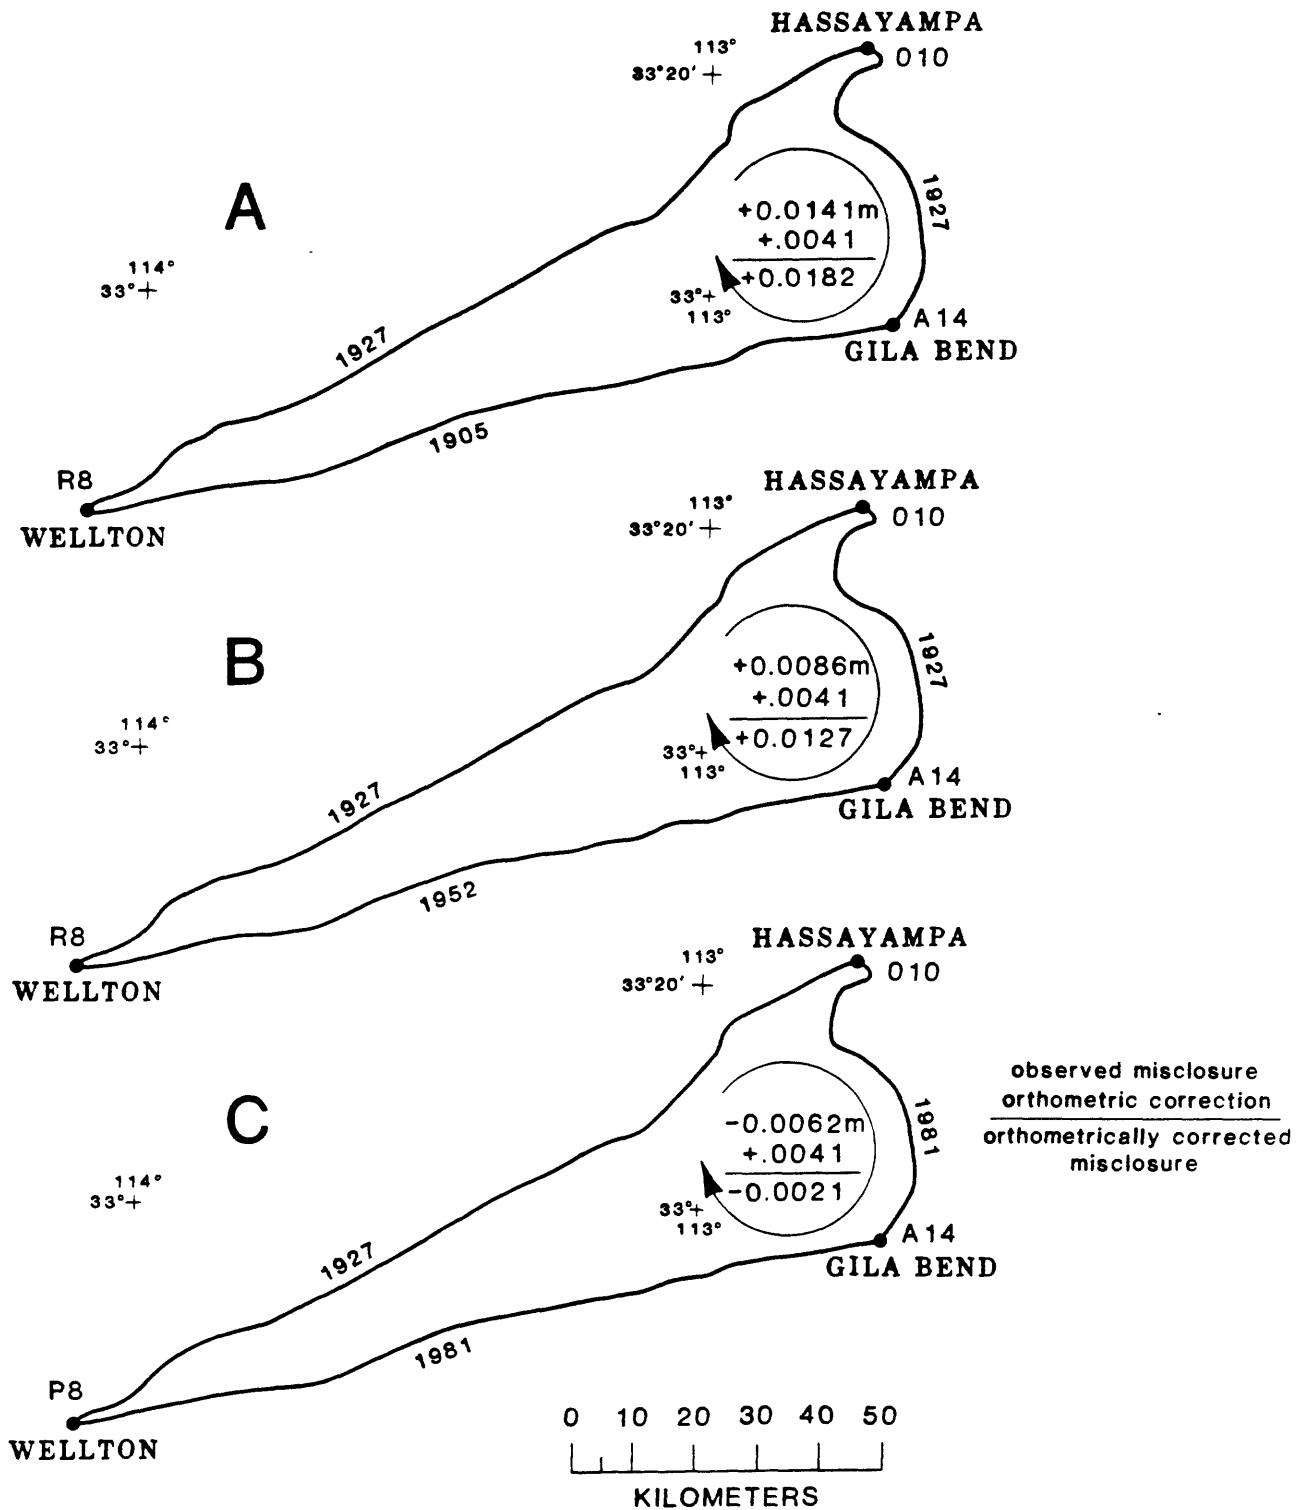 HASSAYAMPA
113°
33°20'
010
A
1927
+0.0141m
+.0041
+0.0182
114°
33°
33°
113°
A14
GILA BEND
1927
1905
R8
WELLTON
HASSAYAMPA
113°
33°20'
010
B
1927
+0.0086m
+.0041
+0.0127
114°
33°
33°
113°
A14
GILA BEND
1927
1952
R8
WELLTON
HASSAYAMPA
113°
33°20'
010
C
1981
-0.0062m
+.0041
-0.0021
observed misclosure
orthometric correction
orthometrically corrected
misclosure
114°
33°
33°
113°
A14
GILA BEND
1927
1981
P8
WELLTON
0 10 20 30 40 50
KILOMETERS